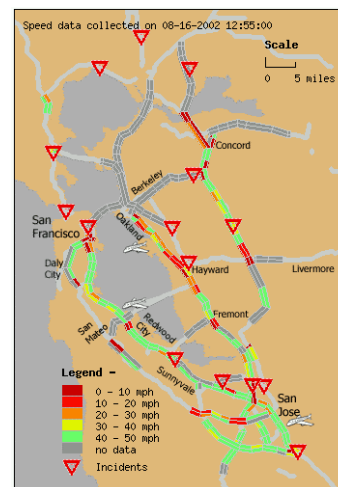 Speed data collected on 08-16-2002 12:55:00
Scale
0 5 miles
Concord
Berkeley
San
Francisco
Oakland
Daly
City
Hayward
Livermore
San
Mateo
Redwood
City
Fremont
Sunnyvale
San
Jose
Legend -
0 - 10 mph
10 - 20 mph
20 - 30 mph
30 - 40 mph
40 - 50 mph
no data
Incidents